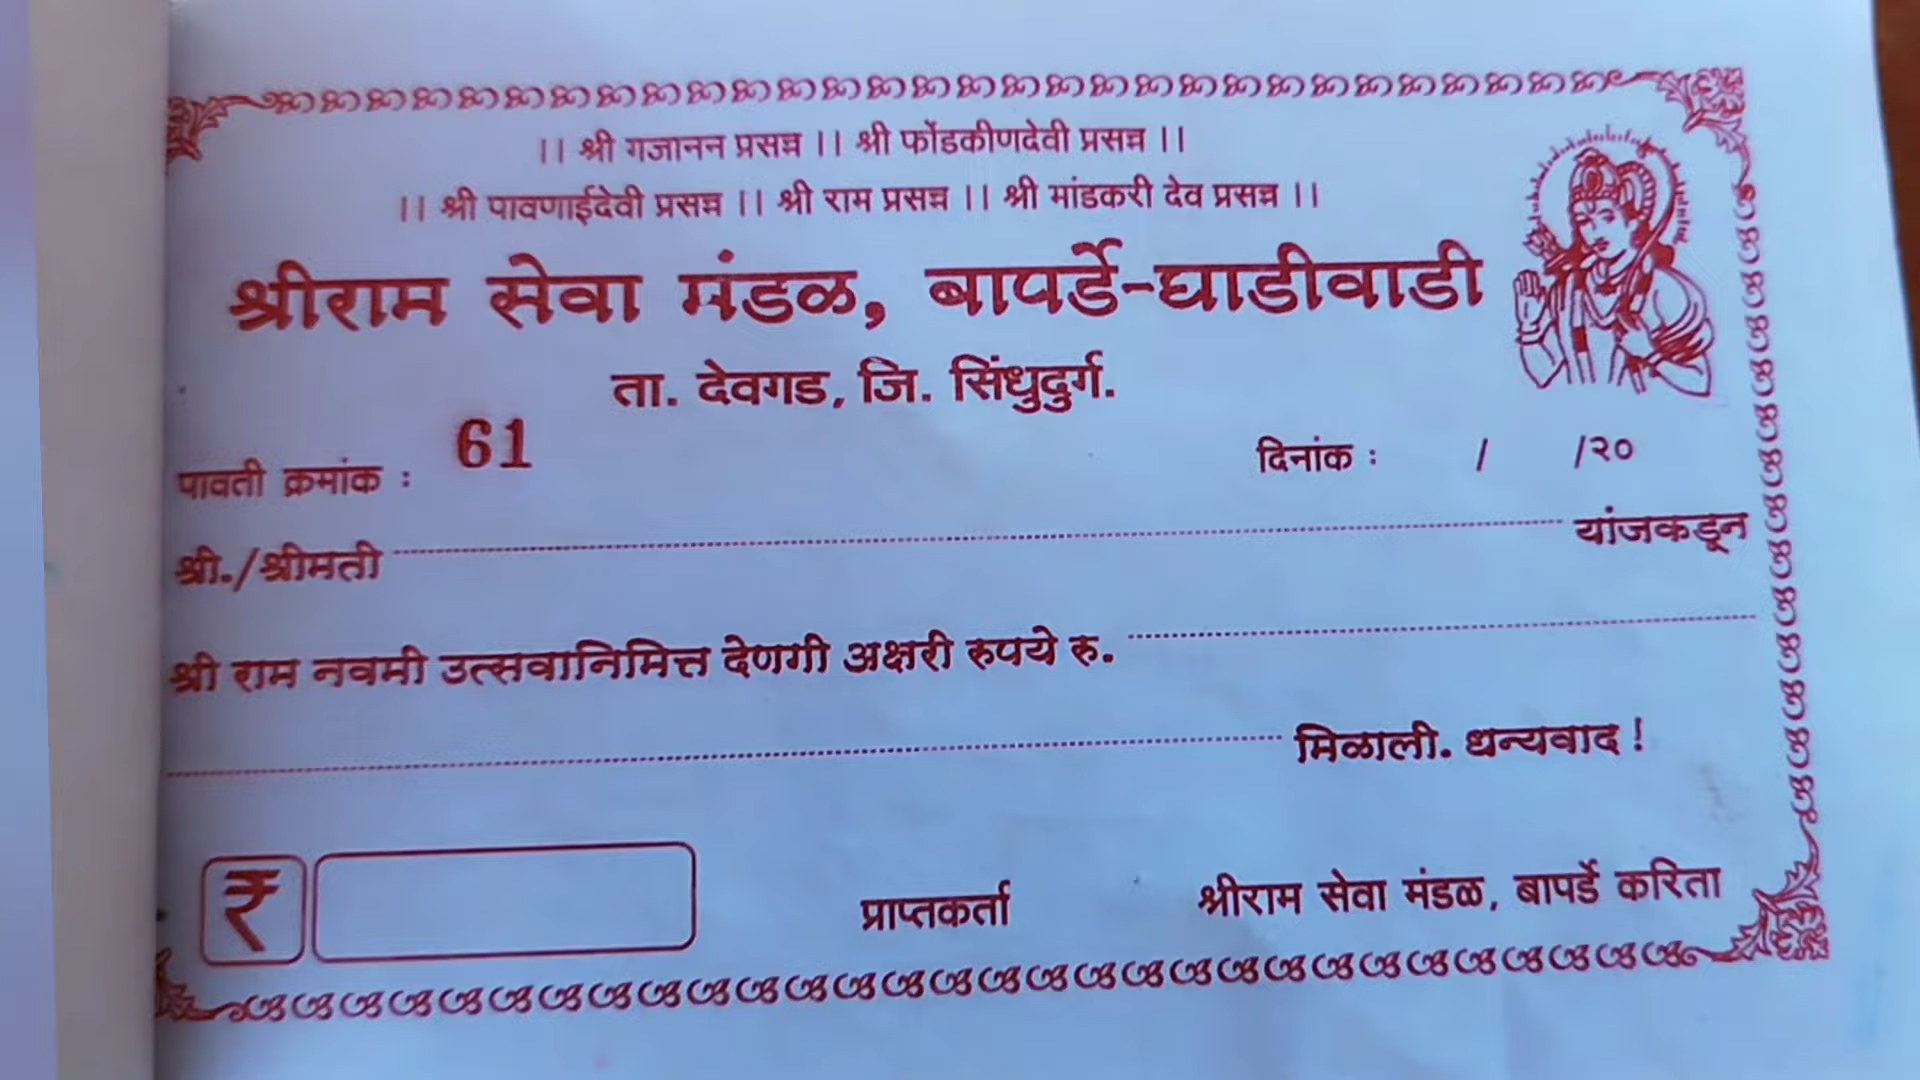 ।। श्री गजानन प्रसन्न ।। श्री फोंडकीणदेवी प्रसन्न ।।
।। श्री पावणाईदेवी प्रसन्न ।। श्री राम प्रसन्न ।। श्री मांडकरी देव प्रसन्न ।।
श्रीराम सेवा मंडळ, बापर्डे-घाडीवाडी
ता. देवगड, जि. सिंधुदुर्ग.
पावती क्रमांक : 61 दिनांक : / /२०
श्री./श्रीमती यांजकडून
श्री राम नवमी उत्सवानिमित्त देणगी अक्षरी रुपये रु.
मिळाली. धन्यवाद !
₹ प्राप्तकर्ता श्रीराम सेवा मंडळ, बापर्डे करिता